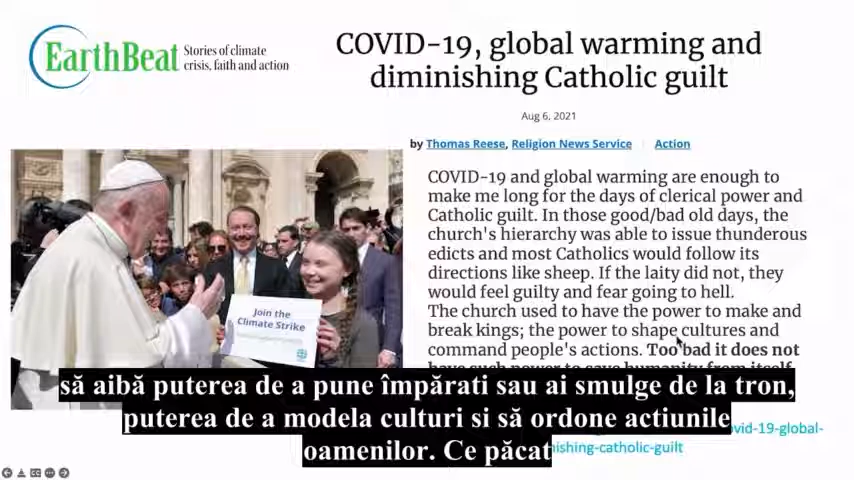 EarthBeat
Stories of climate
crisis, faith and action
COVID-19, global warming and
diminishing Catholic guilt
Aug 6, 2021
by Thomas Reese, Religion News Service | Action
Join the
Climate Strike
COVID-19 and global warming are enough to
make me long for the days of clerical power and
Catholic guilt. In those good/bad old days, the
church's hierarchy was able to issue thunderous
edicts and most Catholics would follow its
directions like sheep. If the laity did not, they
would feel guilty and fear going to hell.
The church used to have the power to make and
break kings; the power to shape cultures and
command people's actions. Too bad it does not
să aibă puterea de a pune împărati sau ai smulge de la tron,
puterea de a modela culturi si să ordone actiunile
oamenilor. Ce păcat
ovid-19-global-
nishing-catholic-guilt